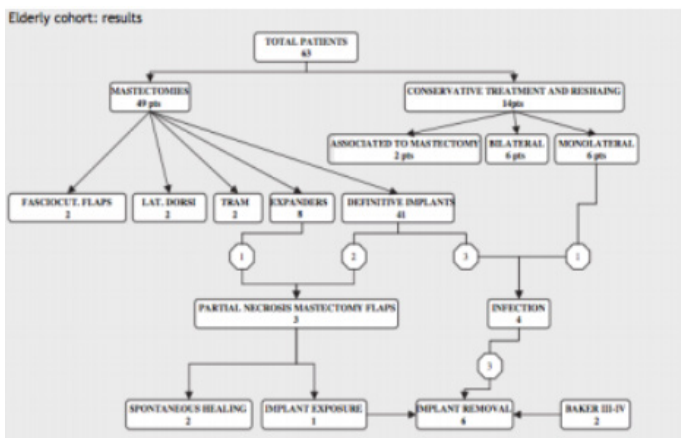 Elderly cohort: results
TOTAL PATIENTS
63
MASTECTOMIES
49 pts
CONSERVATIVE TREATMENT AND RESHAING
14pts
ASSOCIATED TO MASTECTOMY
2 pts
BILATERAL
6 pts
MONOLATERAL
6 pts
FASCIOCUT. FLAPS
2
LAT. DORSI
2
TRAM
2
EXPANDERS
8
DEFINITIVE IMPLANTS
41
1
2
3
1
PARTIAL NECROSIS MASTECTOMY FLAPS
3
INFECTION
4
3
SPONTANEOUS HEALING
2
IMPLANT EXPOSURE
1
IMPLANT REMOVAL
6
BAKER III-IV
2